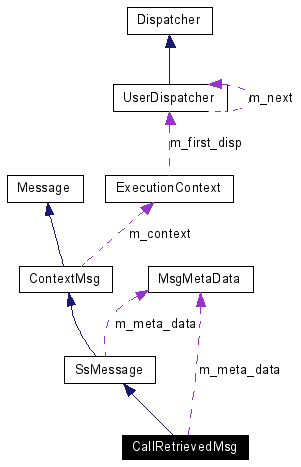 Dispatcher
UserDispatcher
m_next
m_first_disp
Message
ExecutionContext
m_context
ContextMsg
MsgMetaData
m_meta_data
SsMessage
m_meta_data
CallRetrievedMsg